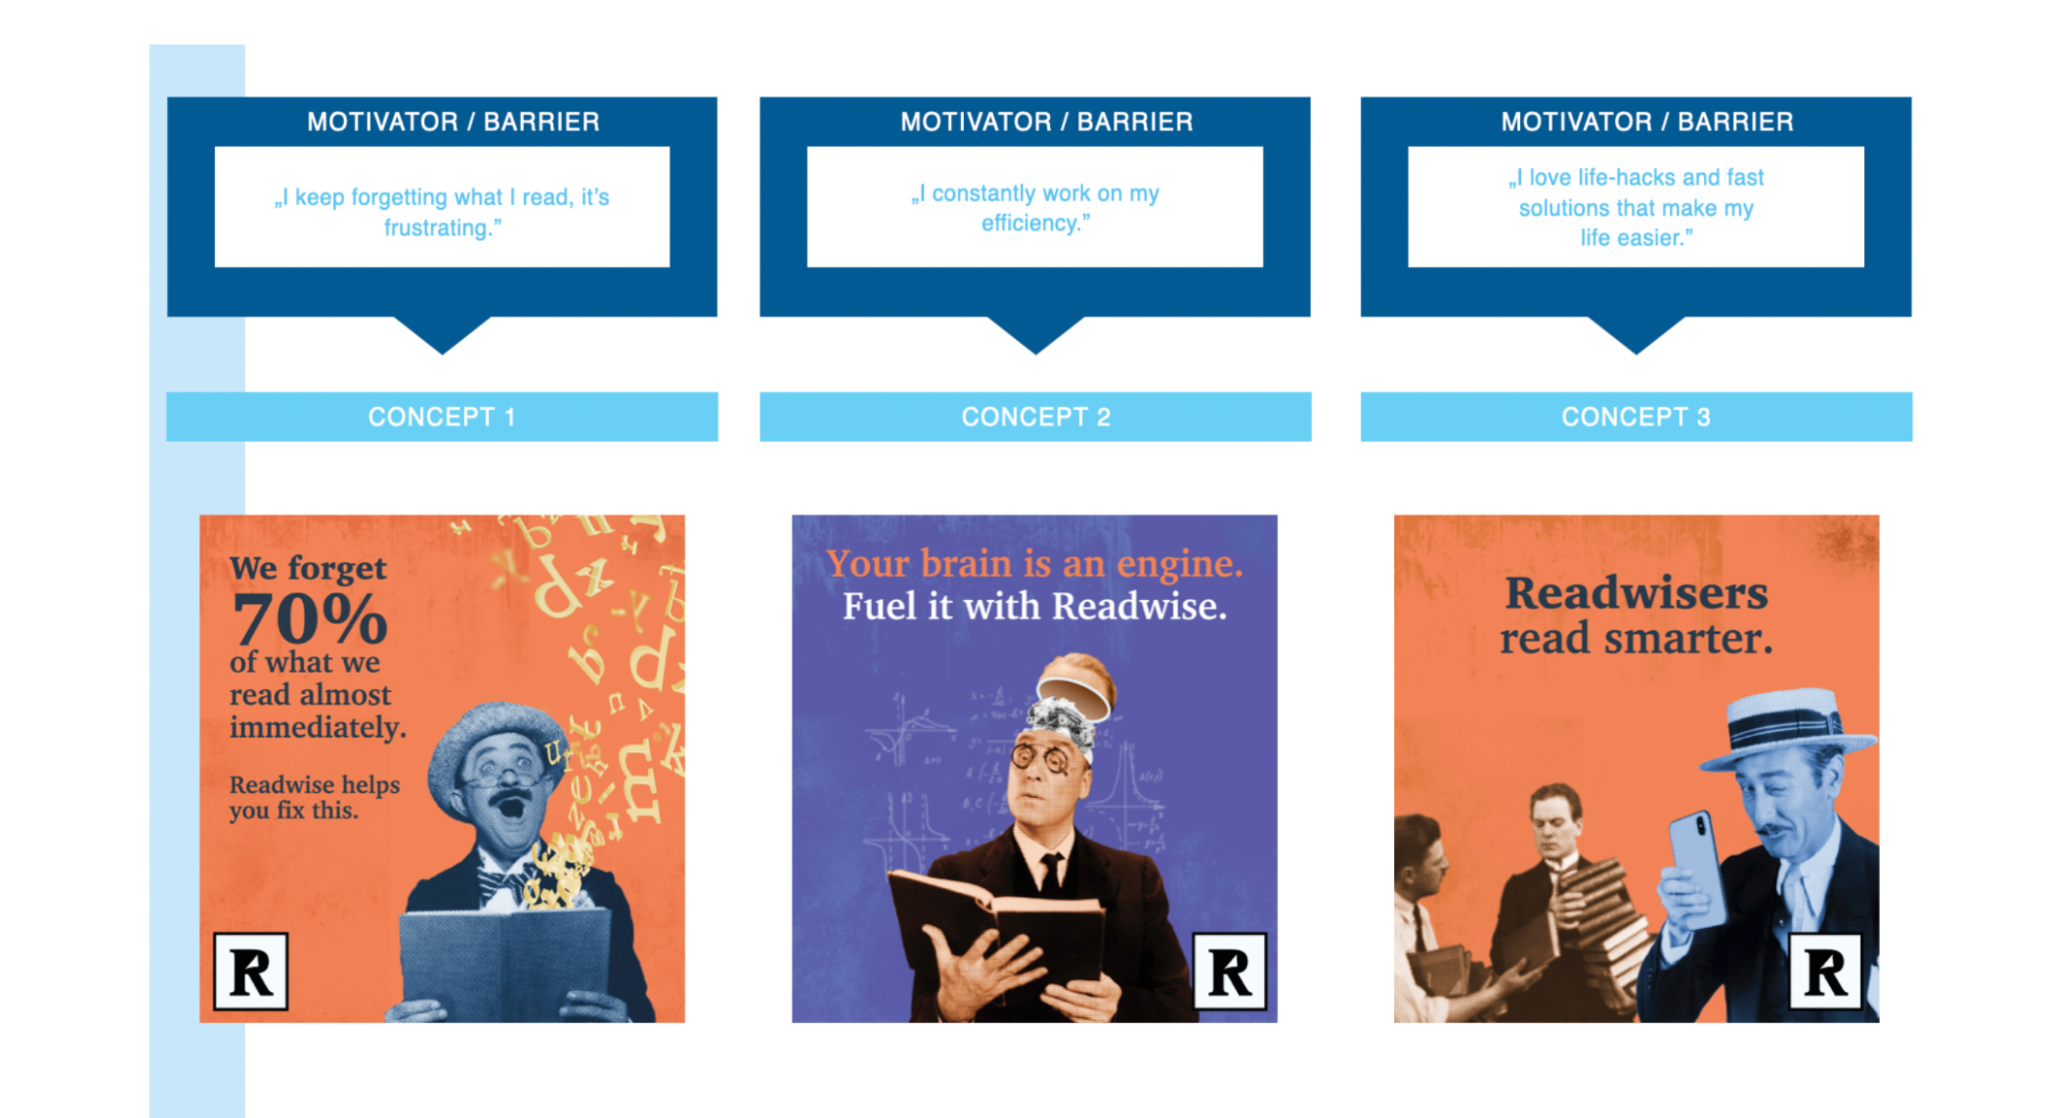 MOTIVATOR / BARRIER
„I keep forgetting what I read, it’s
frustrating.”
CONCEPT 1
We forget
70%
of what we
read almost
immediately.
Readwise helps
you fix this.
R
MOTIVATOR / BARRIER
„I constantly work on my
efficiency.”
CONCEPT 2
Your brain is an engine.
Fuel it with Readwise.
R
MOTIVATOR / BARRIER
„I love life-hacks and fast
solutions that make my
life easier.”
CONCEPT 3
Readwisers
read smarter.
R